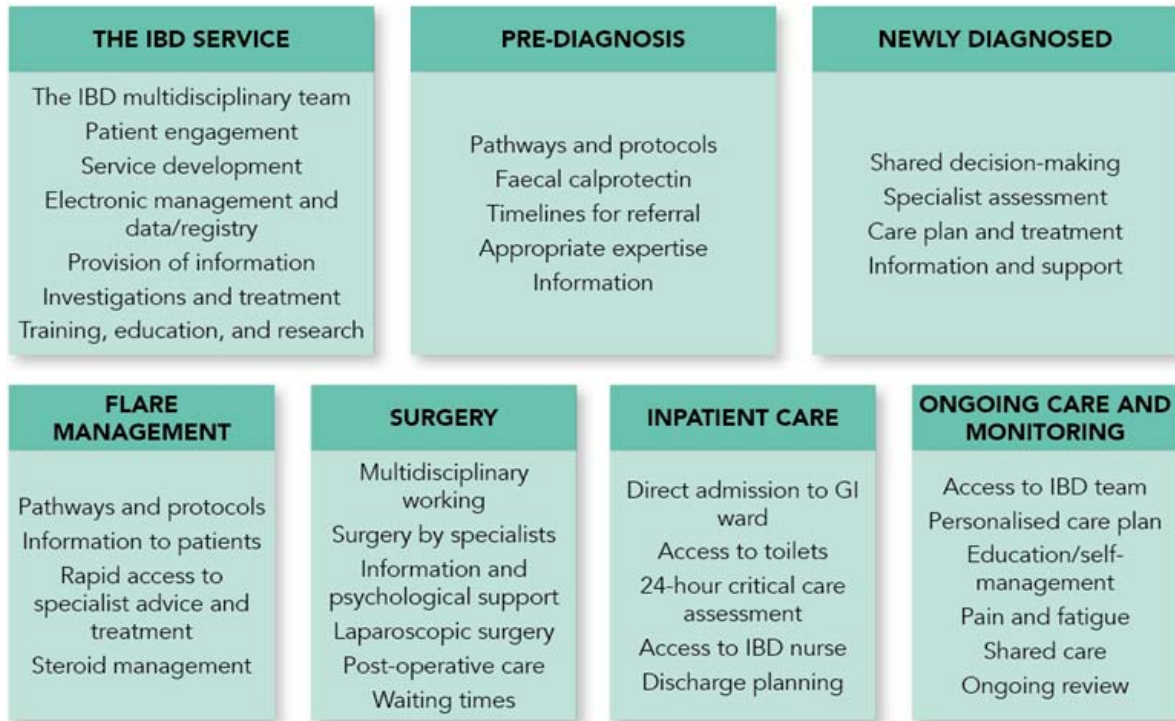 THE IBD SERVICE
The IBD multidisciplinary team
Patient engagement
Service development
Electronic management and
data/registry
Provision of information
Investigations and treatment
Training, education, and research
PRE-DIAGNOSIS
Pathways and protocols
Faecal calprotectin
Timelines for referral
Appropriate expertise
Information
NEWLY DIAGNOSED
Shared decision-making
Specialist assessment
Care plan and treatment
Information and support
FLARE
MANAGEMENT
Pathways and protocols
Information to patients
Rapid access to
specialist advice and
treatment
Steroid management
SURGERY
Multidisciplinary
working
Surgery by specialists
Information and
psychological support
Laparoscopic surgery
Post-operative care
Waiting times
INPATIENT CARE
Direct admission to GI
ward
Access to toilets
24-hour critical care
assessment
Access to IBD nurse
Discharge planning
ONGOING CARE AND
MONITORING
Access to IBD team
Personalised care plan
Education/self-
management
Pain and fatigue
Shared care
Ongoing review